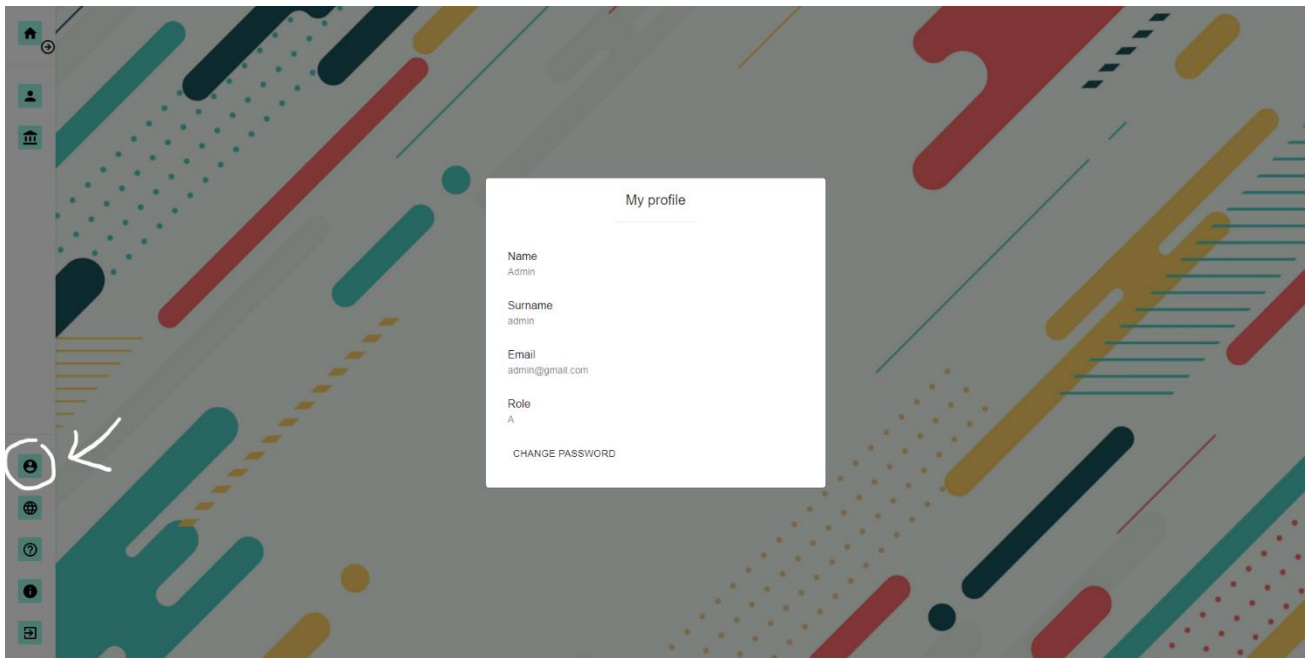 My profile
Name
Admin
Surname
admin
Email
admin@gmail.com
Role
A
CHANGE PASSWORD